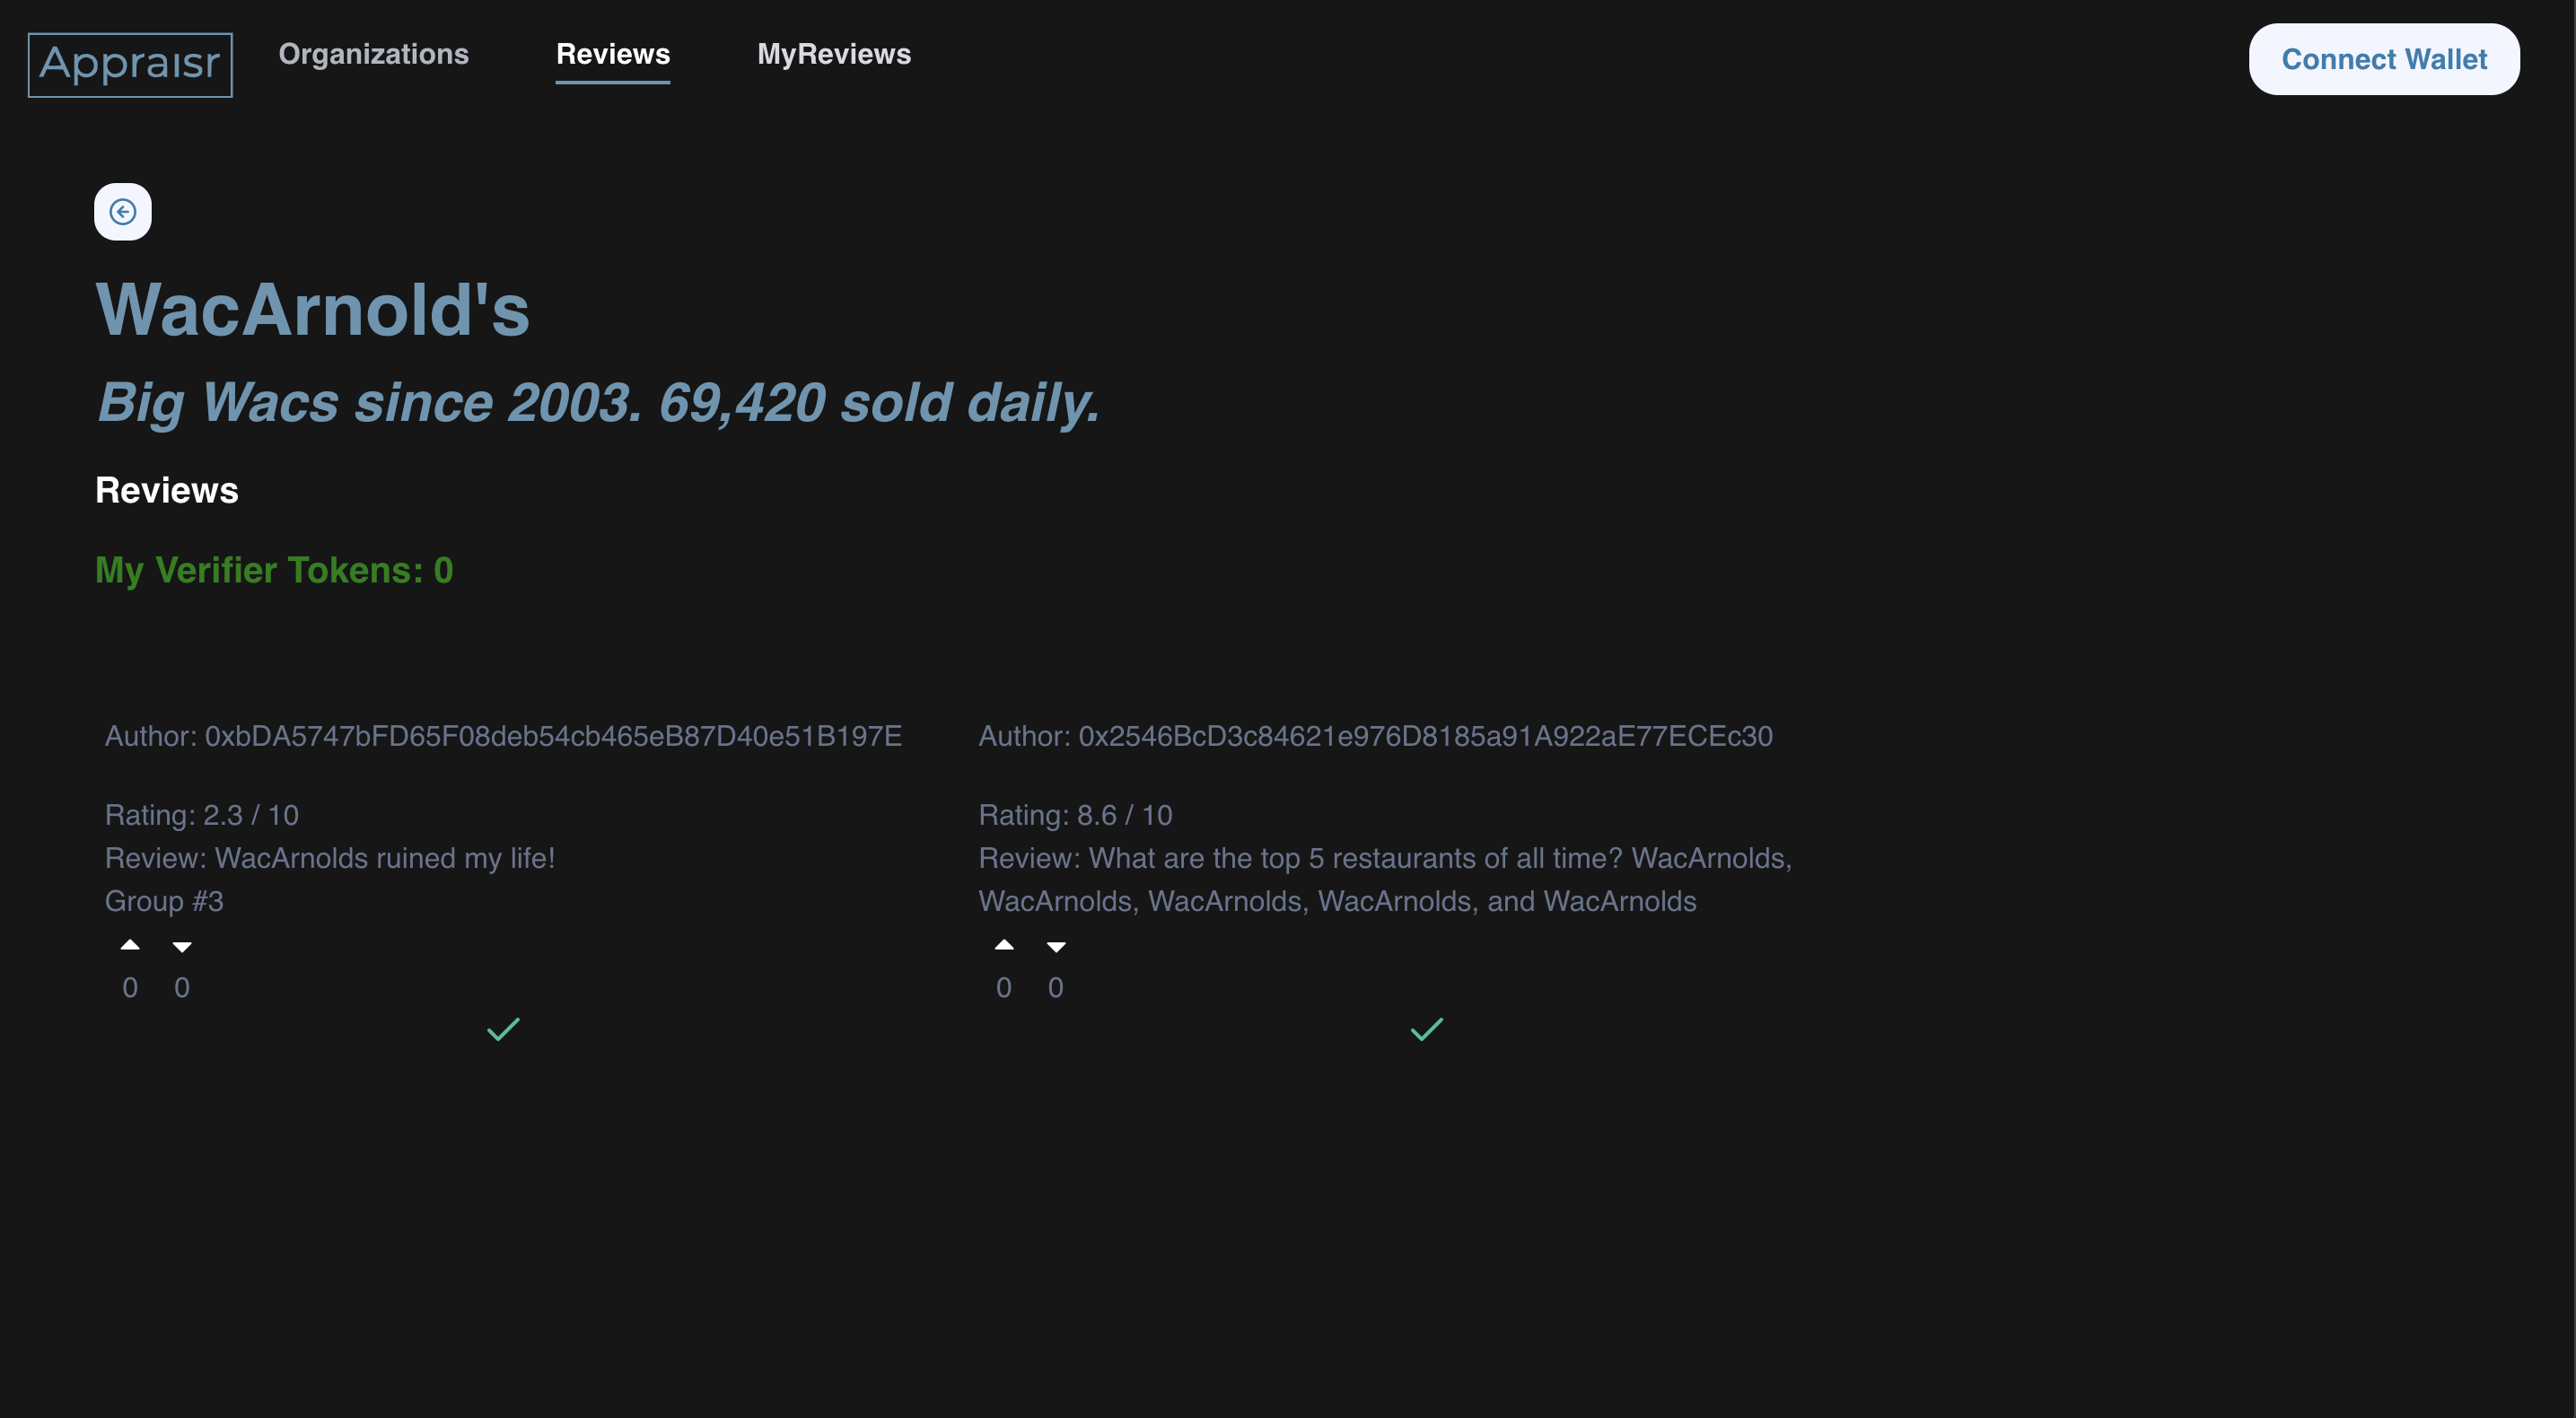 Appraisr
Organizations
Reviews
MyReviews
Connect Wallet
WacArnold's
Big Wacs since 2003. 69,420 sold daily.
Reviews
My Verifier Tokens: 0
Author: 0xbDA5747bFD65F08deb54cb465eB87D40e51B197E
Rating: 2.3 / 10
Review: WacArnolds ruined my life!
Group #3
0 0
Author: 0x2546BcD3c84621e976D8185a91A922aE77ECEc30
Rating: 8.6 / 10
Review: What are the top 5 restaurants of all time? WacArnolds,
WacArnolds, WacArnolds, WacArnolds, and WacArnolds
0 0